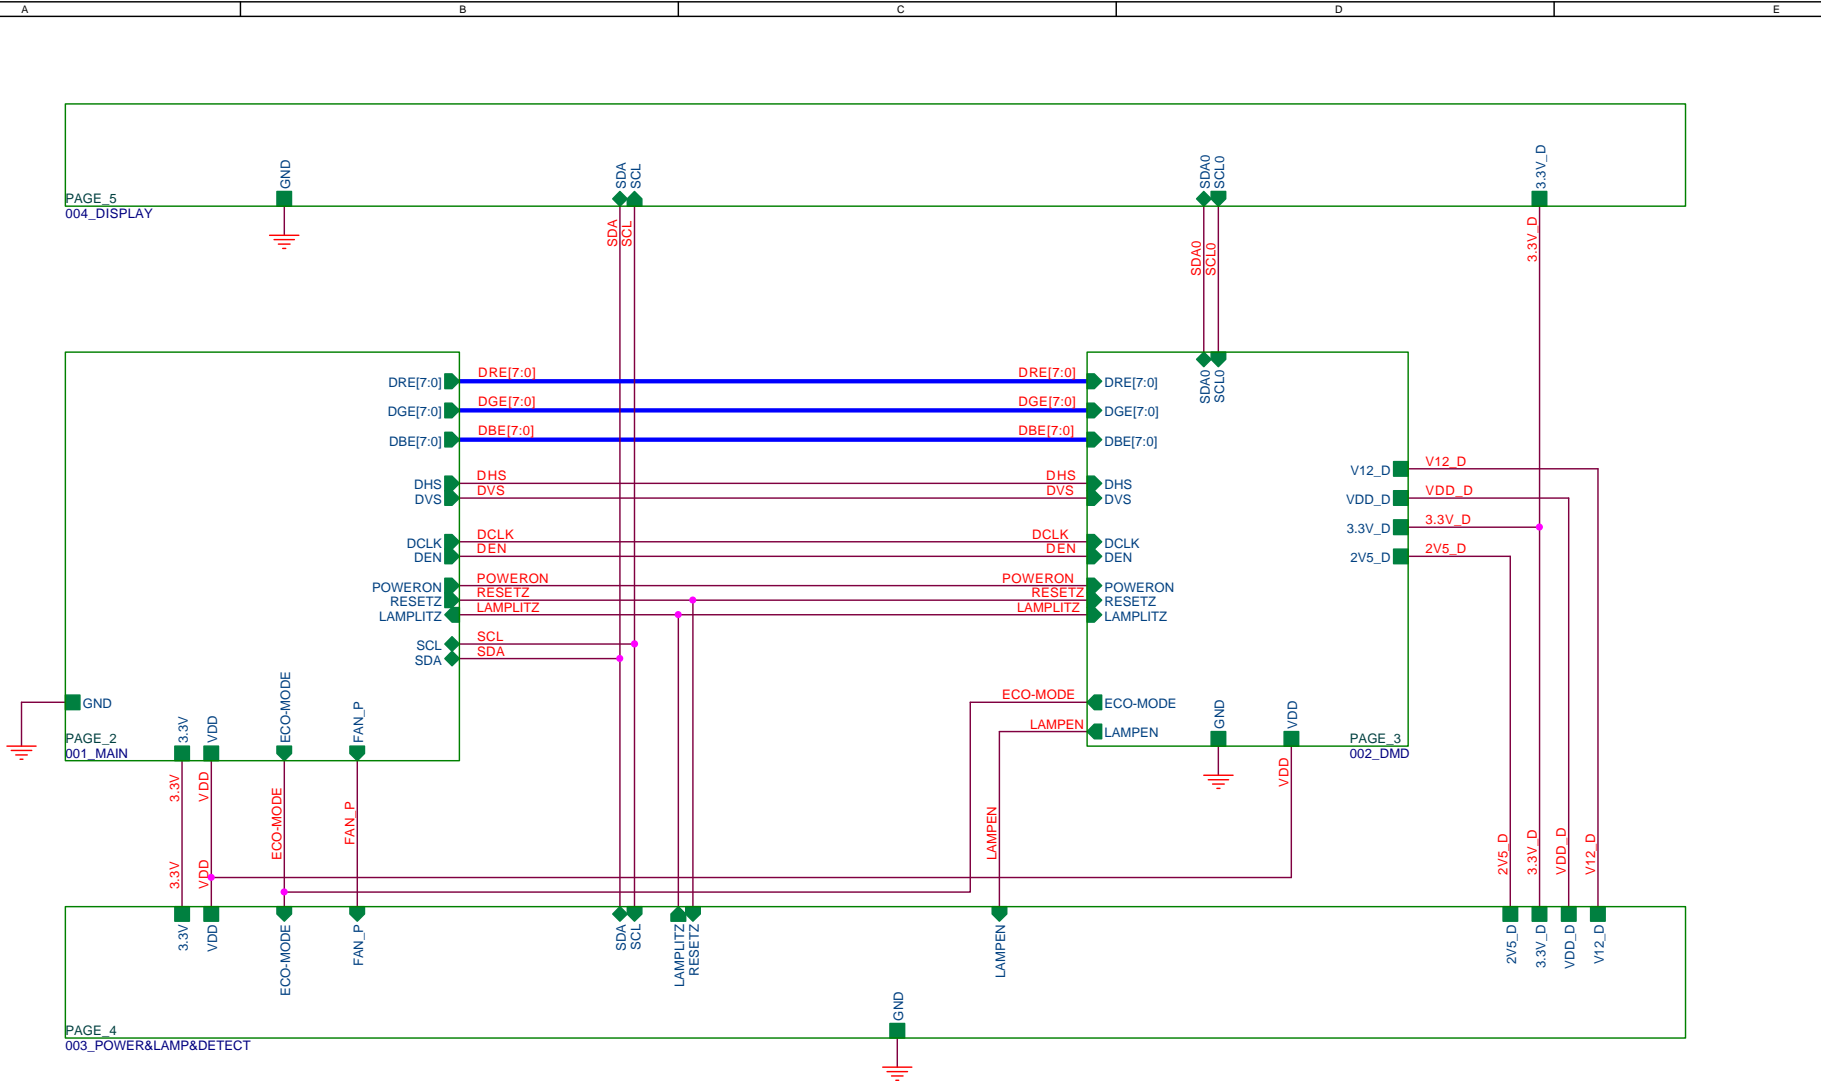 A B C D E
GND SDA SCL SDA0 SCL0 3.3V_D
PAGE_5
004_DISPLAY
SDA SCL SDA0 SCL0 3.3V_D
DRE[7:0] DRE[7:0] DRE[7:0] DRE[7:0] SDA0 SCL0
DGE[7:0] DGE[7:0] DGE[7:0] DGE[7:0]
DBE[7:0] DBE[7:0] DBE[7:0] DBE[7:0]
V12_D V12_D
DHS DHS DHS DHS
DVS DVS DVS DVS VDD_D VDD_D
3.3V_D 3.3V_D
DCLK DCLK DCLK DCLK
DEN DEN DEN DEN 2V5_D 2V5_D
POWERON POWERON POWERON POWERON
RESETZ RESETZ RESETZ RESETZ
LAMPLITZ LAMPLITZ LAMPLITZ LAMPLITZ
SCL SCL
SDA SDA
GND ECO-MODE ECO-MODE
3.3V VDD ECO-MODE FAN_P LAMPEN LAMPEN GND VDD
PAGE_2 PAGE_3
001_MAIN 002_DMD
3.3V VDD VDD
ECO-MODE FAN_P LAMPEN
3.3V VDD 2V5_D 3.3V_D VDD_D V12_D
3.3V VDD ECO-MODE FAN_P SDA SCL LAMPLITZ RESETZ LAMPEN 2V5_D 3.3V_D VDD_D V12_D
GND
PAGE_4
003_POWER&LAMP&DETECT